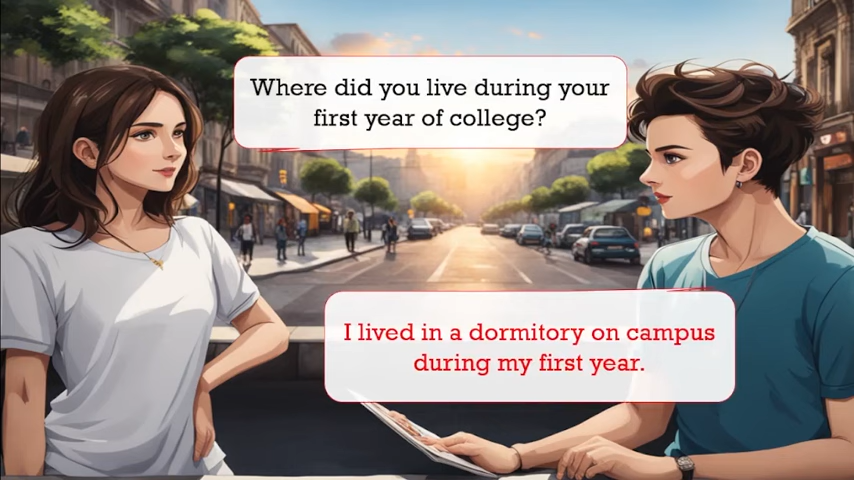 Where did you live during your
first year of college?
I lived in a dormitory on campus
during my first year.